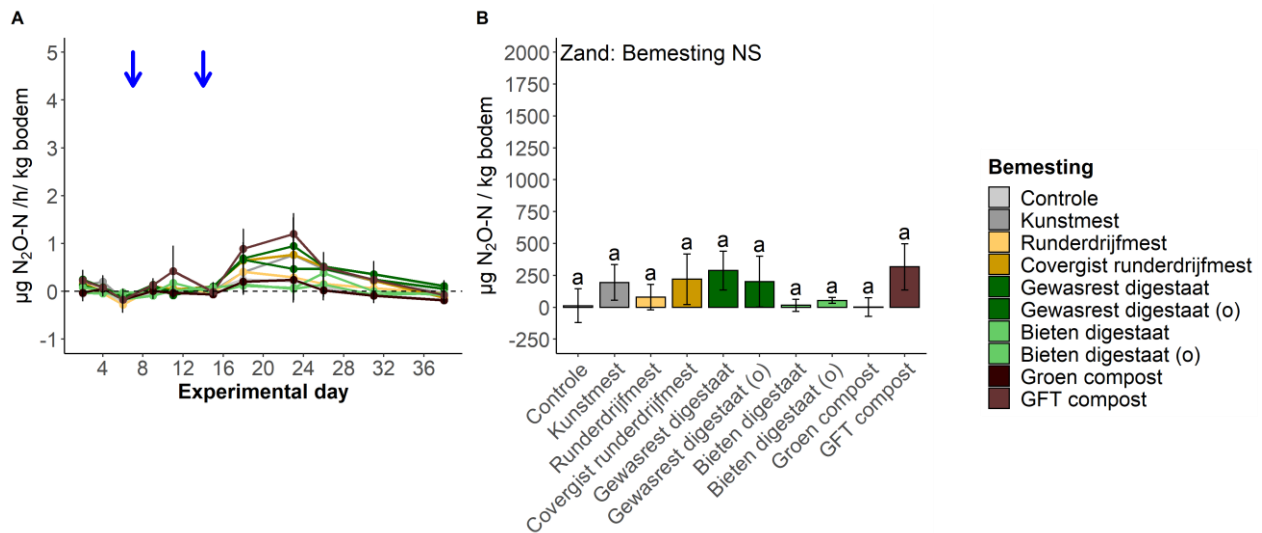 A
µg N₂O-N /h/ kg bodem
5
4
3
2
1
0
-1
4 8 12 16 20 24 28 32 36
Experimental day
B
µg N₂O-N / kg bodem
Zand: Bemesting NS
2000
1750
1500
1250
1000
750
500
250
0
-250
a a a a a a a a a a
Controle
Kunstmest
Runderdrijfmest
Covergist runderdrijfmest
Gewasrest digestaat
Gewasrest digestaat (o)
Bieten digestaat
Bieten digestaat (o)
Groen compost
GFT compost
Bemesting
Controle
Kunstmest
Runderdrijfmest
Covergist runderdrijfmest
Gewasrest digestaat
Gewasrest digestaat (o)
Bieten digestaat
Bieten digestaat (o)
Groen compost
GFT compost